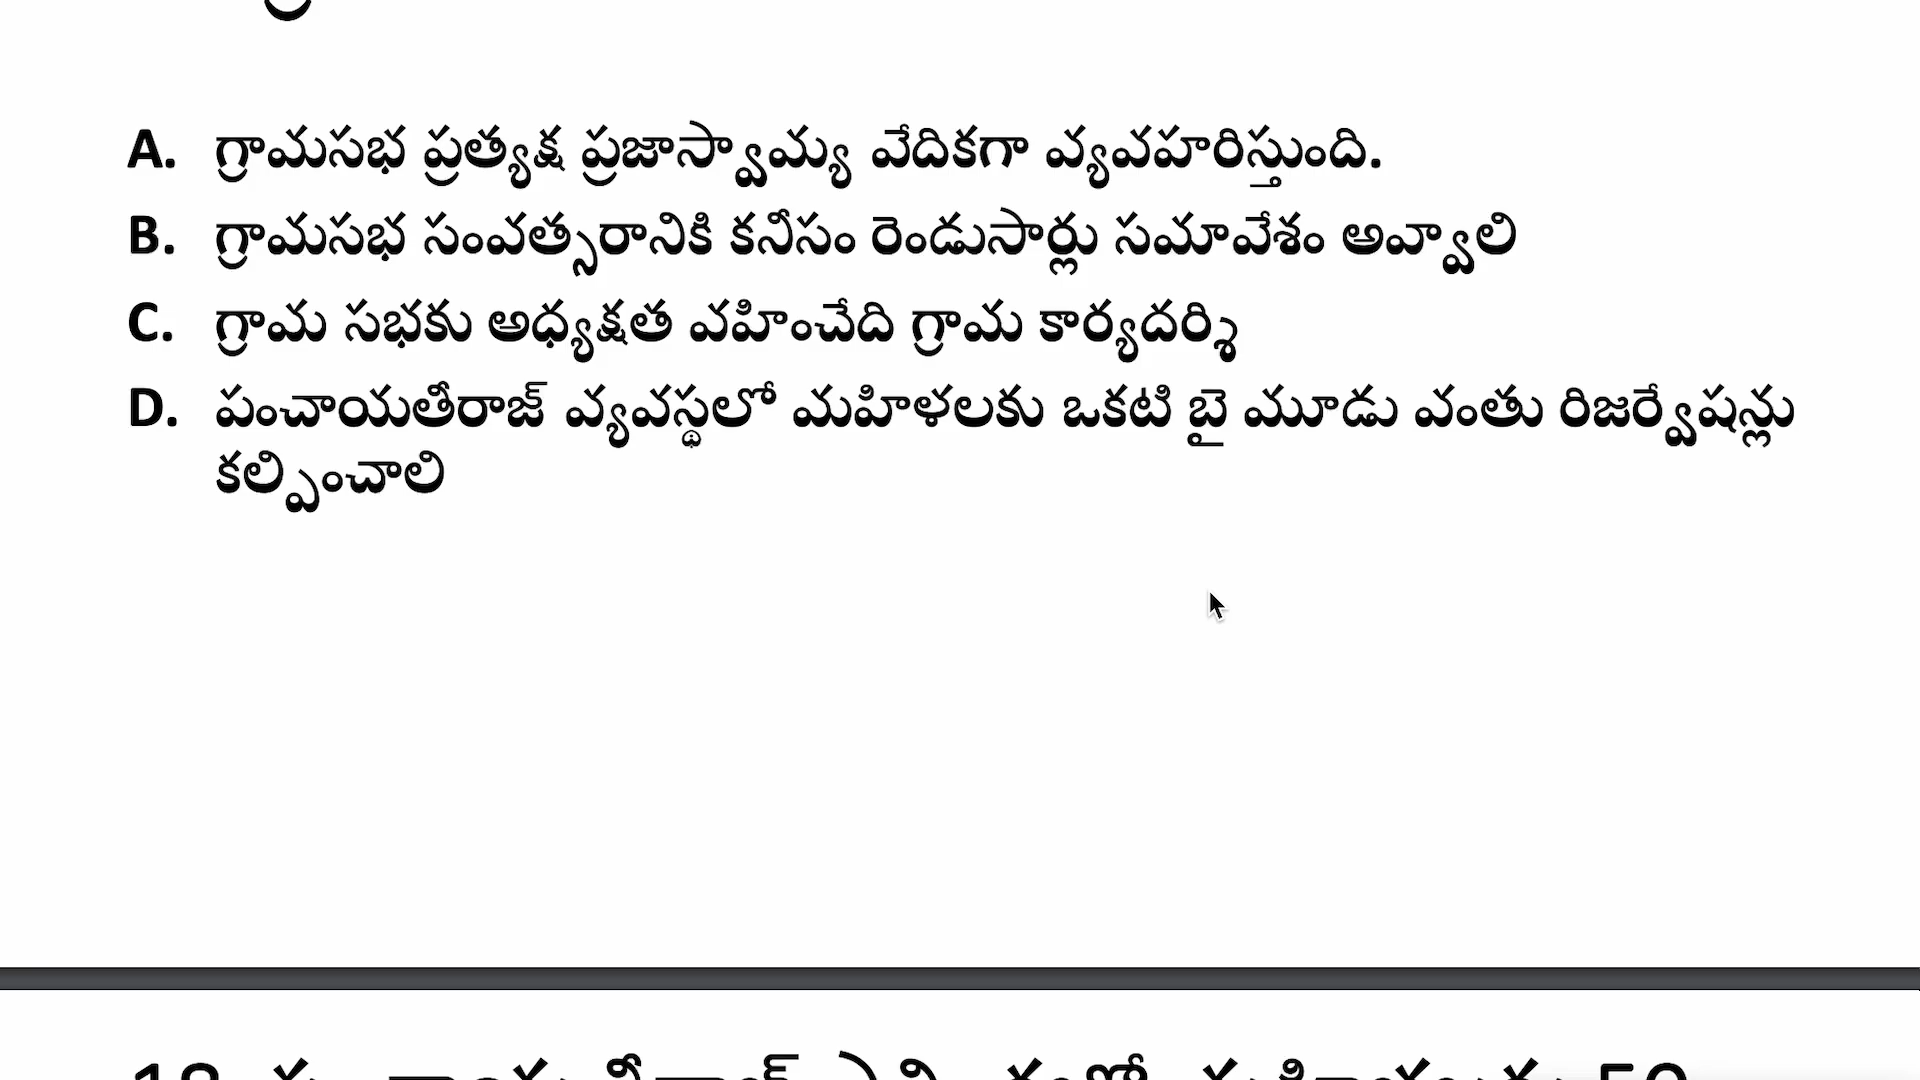 A. గ్రామసభ ప్రత్యక్ష ప్రజాస్వామ్య వేదికగా వ్యవహరిస్తుంది.
B. గ్రామసభ సంవత్సరానికి కనీసం రెండుసార్లు సమావేశం అవ్వాలి
C. గ్రామ సభకు అధ్యక్షత వహించేది గ్రామ కార్యదర్శి
D. పంచాయతీరాజ్ వ్యవస్థలో మహిళలకు ఒకటి బై మూడు వంతు రిజర్వేషన్లు
కల్పించాలి